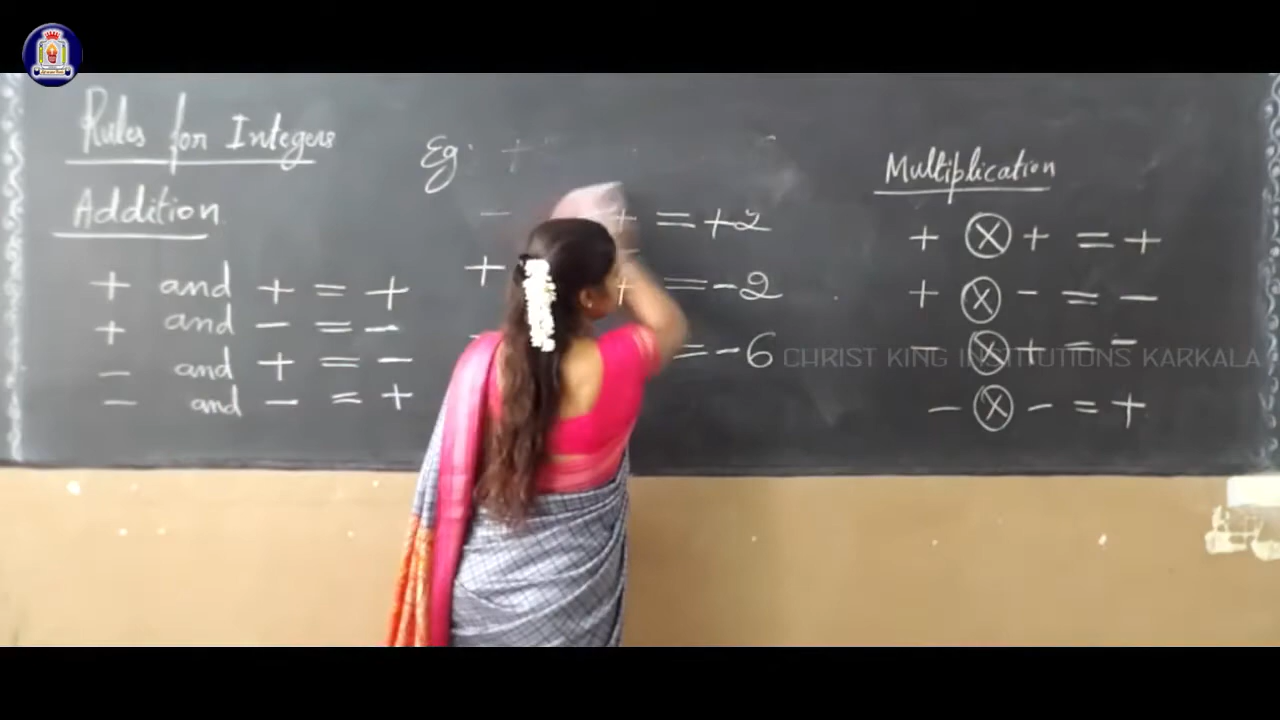 Rules for Integers
Addition
+ and + = +
+ and - = -
- and + = -
- and - = +
Eg: +
- + = +2
+ + = -2
= -6
Multiplication
+ ⓧ + = +
+ ⓧ - = -
- ⓧ + = -
- ⓧ - = +
CHRIST KING INSTITUTIONS KARKALA